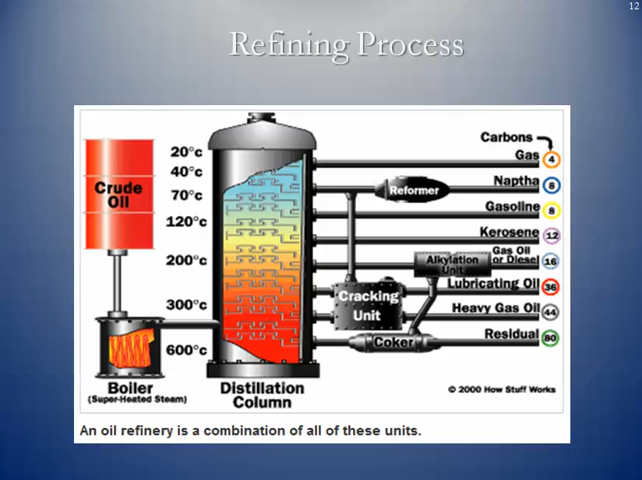 12
Refining Process
Carbons
20°c
Gas 4
40°c
Naptha 8
Crude
Oil
70°c
Reformer
Gasoline 8
120°c
Kerosene 12
Gas Oil
or Diesel 16
200°c
Alkylation
Unit
Lubricating Oil 36
Cracking
Unit
300°c
Heavy Gas Oil 44
Residual 80
Coker
600°c
Boiler
(Super-Heated Steam)
Distillation
Column
© 2000 How Stuff Works
An oil refinery is a combination of all of these units.